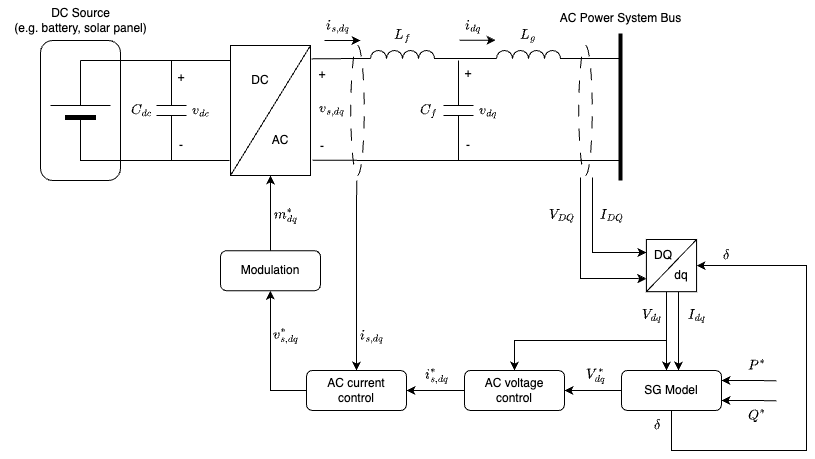 DC Source
(e.g. battery, solar panel)
AC Power System Bus
i_{s,dq}
L_f
i_{dq}
L_g
+
+
+
DC
AC
C_{dc}
v_{dc}
v_{s,dq}
C_f
v_{dq}
-
-
-
m^*_{dq}
V_{DQ}
I_{DQ}
DQ
dq
δ
Modulation
V_{dq}
I_{dq}
v^*_{s,dq}
i_{s,dq}
AC current
control
i^*_{s,dq}
AC voltage
control
V^*_{dq}
SG Model
P^*
Q^*
δ